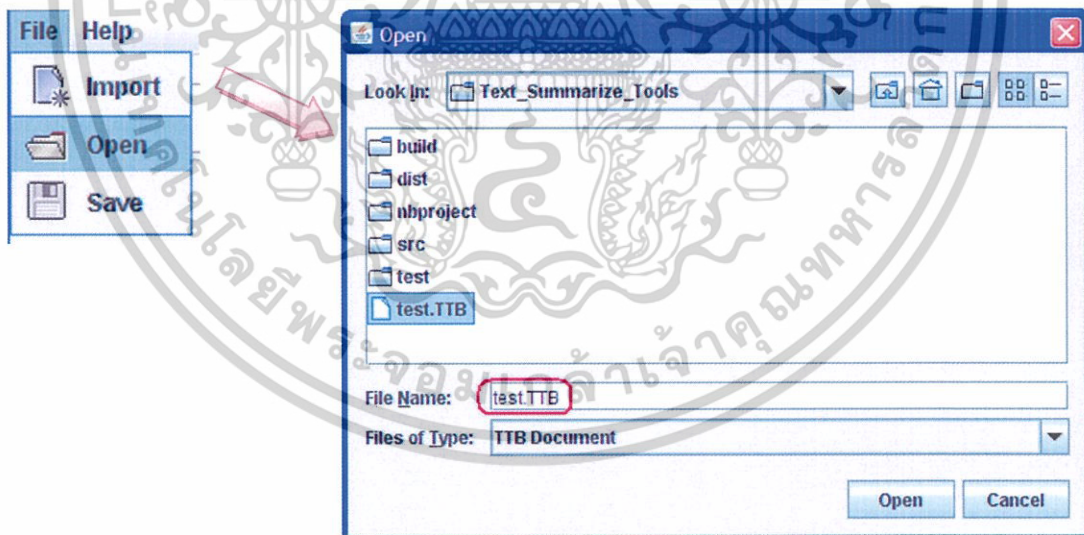 File Help
Import
Open
Save
Open
Look In: Text_Summarize_Tools
build
dist
nbproject
src
test
test.TTB
File Name: test.TTB
Files of Type: TTB Document
Open Cancel